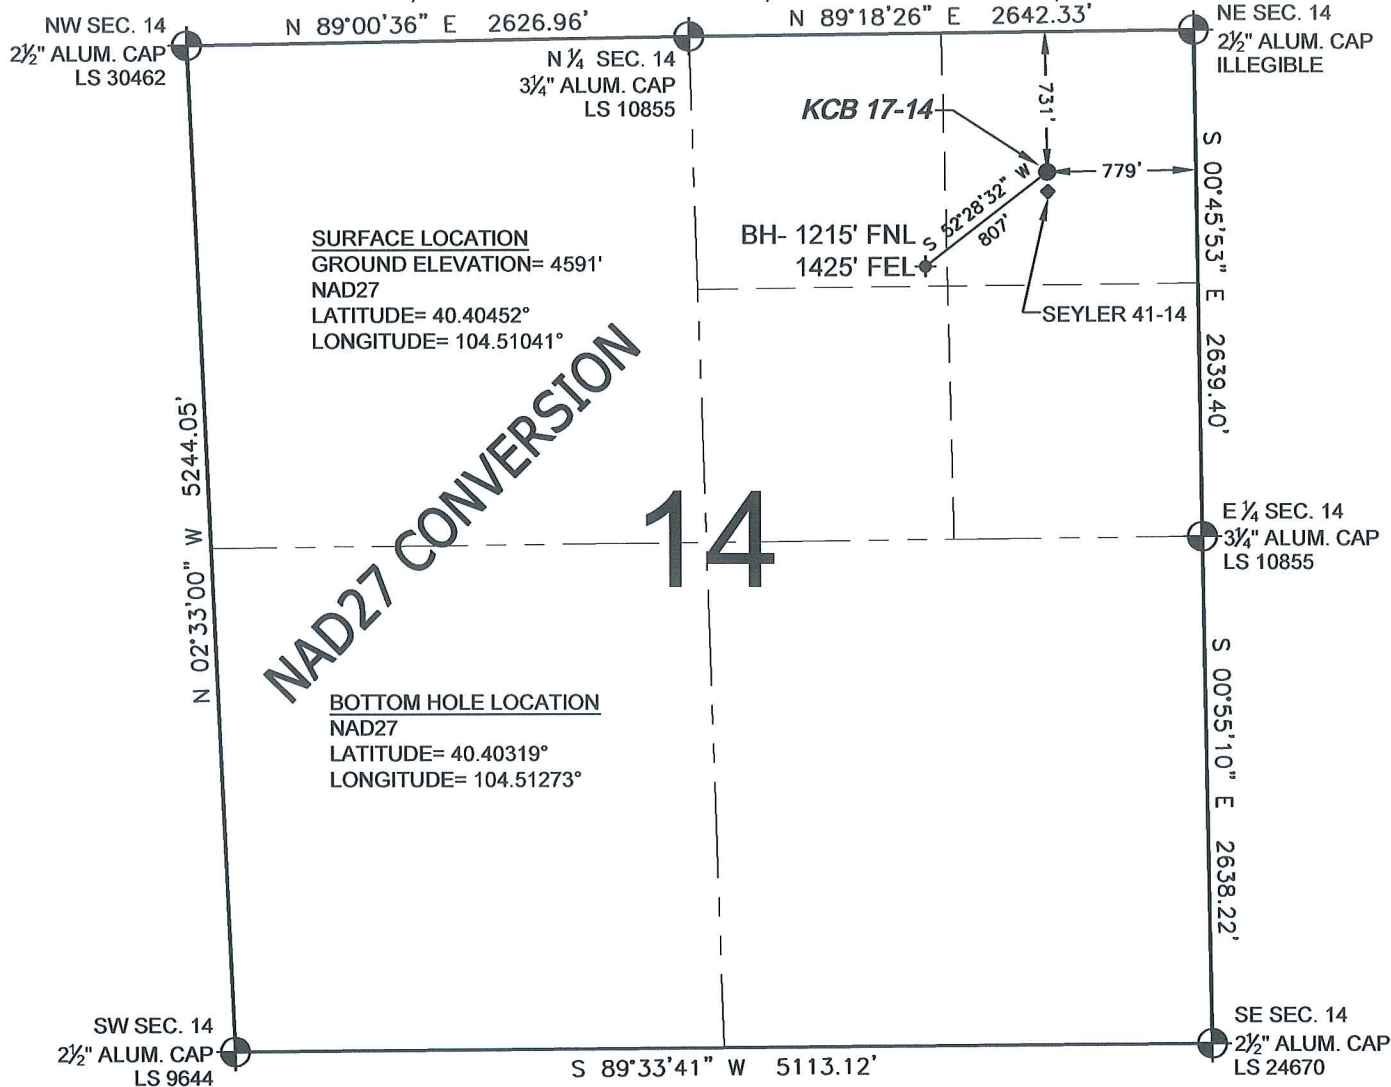 N 89°00'36" E 2626.96'
N 89°18'26" E 2642.33'
NW SEC. 14
2½" ALUM. CAP
LS 30462
N ¼ SEC. 14
3¼" ALUM. CAP
LS 10855
NE SEC. 14
2½" ALUM. CAP
ILLEGIBLE
KCB 17-14
731'
779'
S 52°28'32" W
807'
BH- 1215' FNL
1425' FEL
SEYLER 41-14
S 00°45'53" E 2639.40'
SURFACE LOCATION
GROUND ELEVATION= 4591'
NAD27
LATITUDE= 40.40452°
LONGITUDE= 104.51041°
NAD27 CONVERSION
N 02°33'00" W 5244.05'
14
E ¼ SEC. 14
3¼" ALUM. CAP
LS 10855
BOTTOM HOLE LOCATION
NAD27
LATITUDE= 40.40319°
LONGITUDE= 104.51273°
S 00°55'10" E 2638.22'
SW SEC. 14
2½" ALUM. CAP
LS 9644
S 89°33'41" W 5113.12'
SE SEC. 14
2½" ALUM. CAP
LS 24670